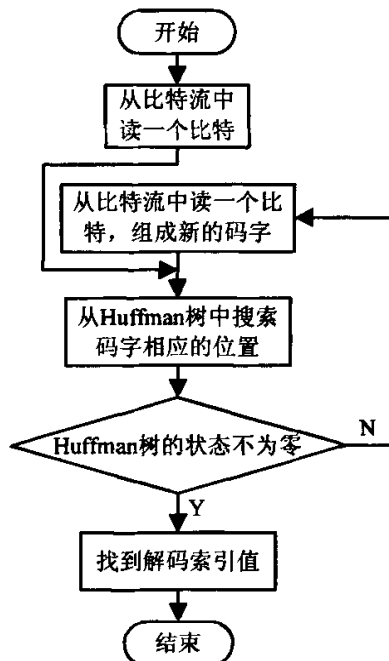 开始
从比特流中
读一个比特
从比特流中读一个比
特，组成新的码字
从Huffman树中搜索
码字相应的位置
Huffman树的状态不为零
N
Y
找到解码索引值
结束